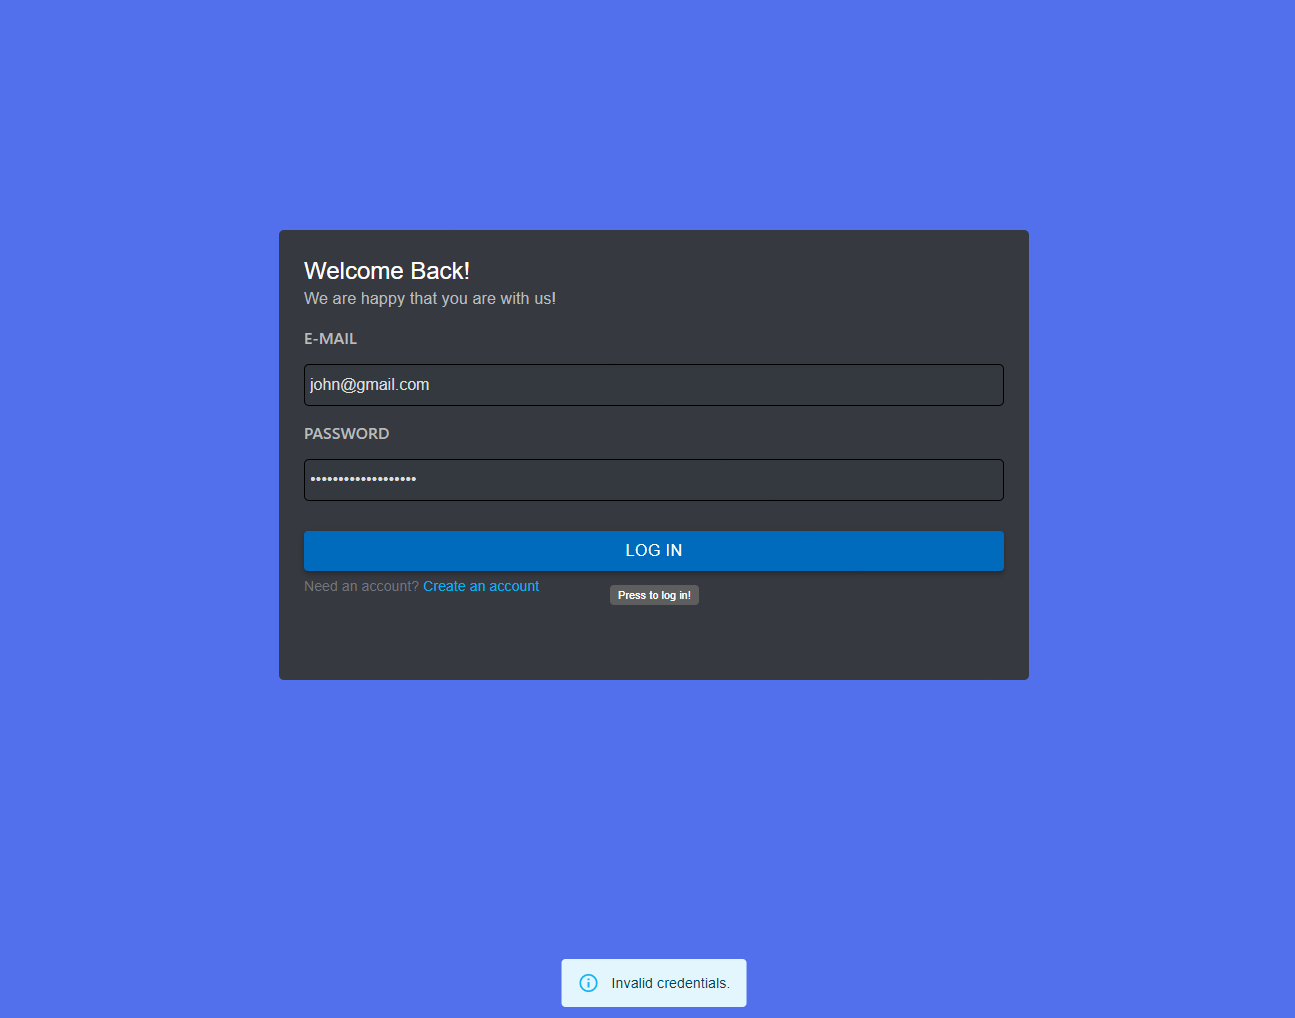 Welcome Back!
We are happy that you are with us!
E-MAIL
john@gmail.com
PASSWORD
•••••••••••••••••••
LOG IN
Need an account? Create an account
Press to log in!
Invalid credentials.